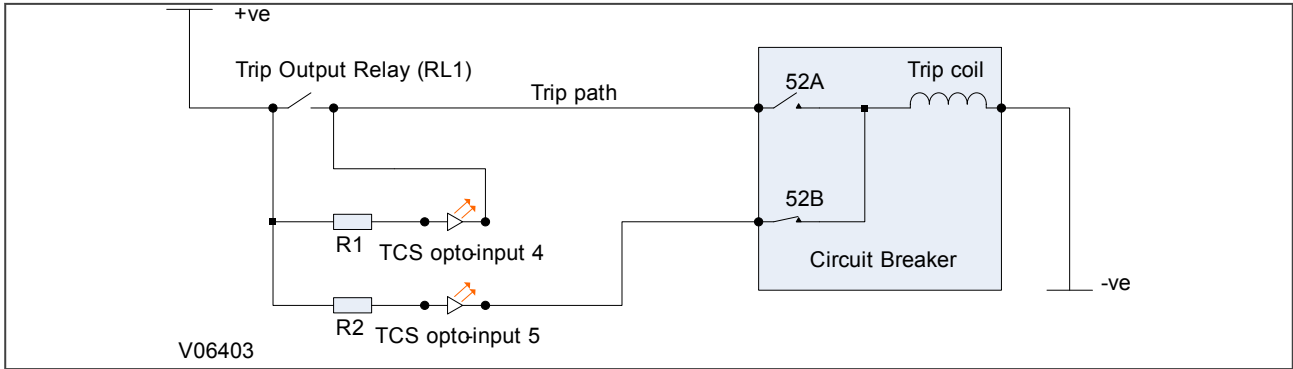 +ve
Trip Output Relay (RL1)
Trip path
52A
Trip coil
52B
R1
TCS opto-input 4
Circuit Breaker
-ve
R2
TCS opto-input 5
V06403